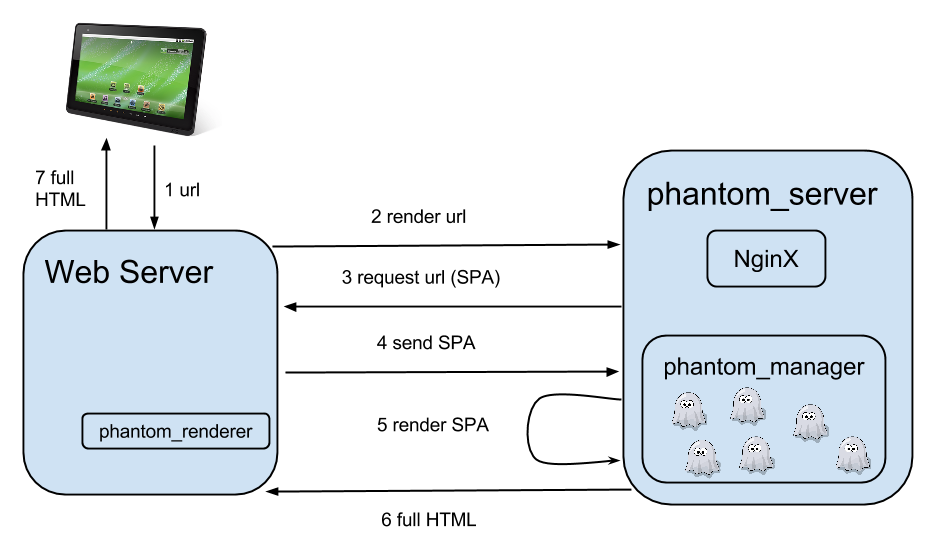 7 full
HTML
1 url
2 render url
phantom_server
NginX
Web Server
3 request url (SPA)
4 send SPA
phantom_manager
5 render SPA
phantom_renderer
6 full HTML